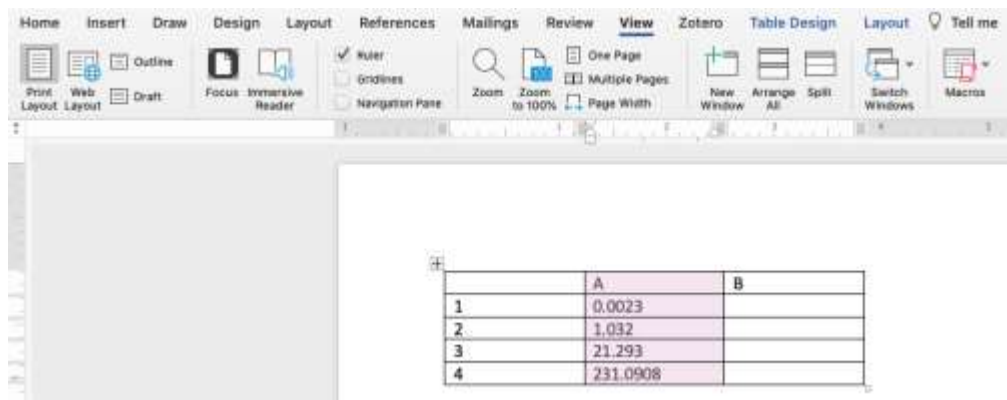 Home Insert Draw Design Layout References Mailings Review View Zotero Table Design Layout Tell me
Print Layout
Web Layout
Outline
Draft
Focus
Immersive Reader
Ruler
Gridlines
Navigation Pane
Zoom
Zoom to 100%
One Page
Multiple Pages
Page Width
New Window
Arrange All
Split
Switch Windows
Macros
A B
1 0.0023
2 1.032
3 21.293
4 231.0908